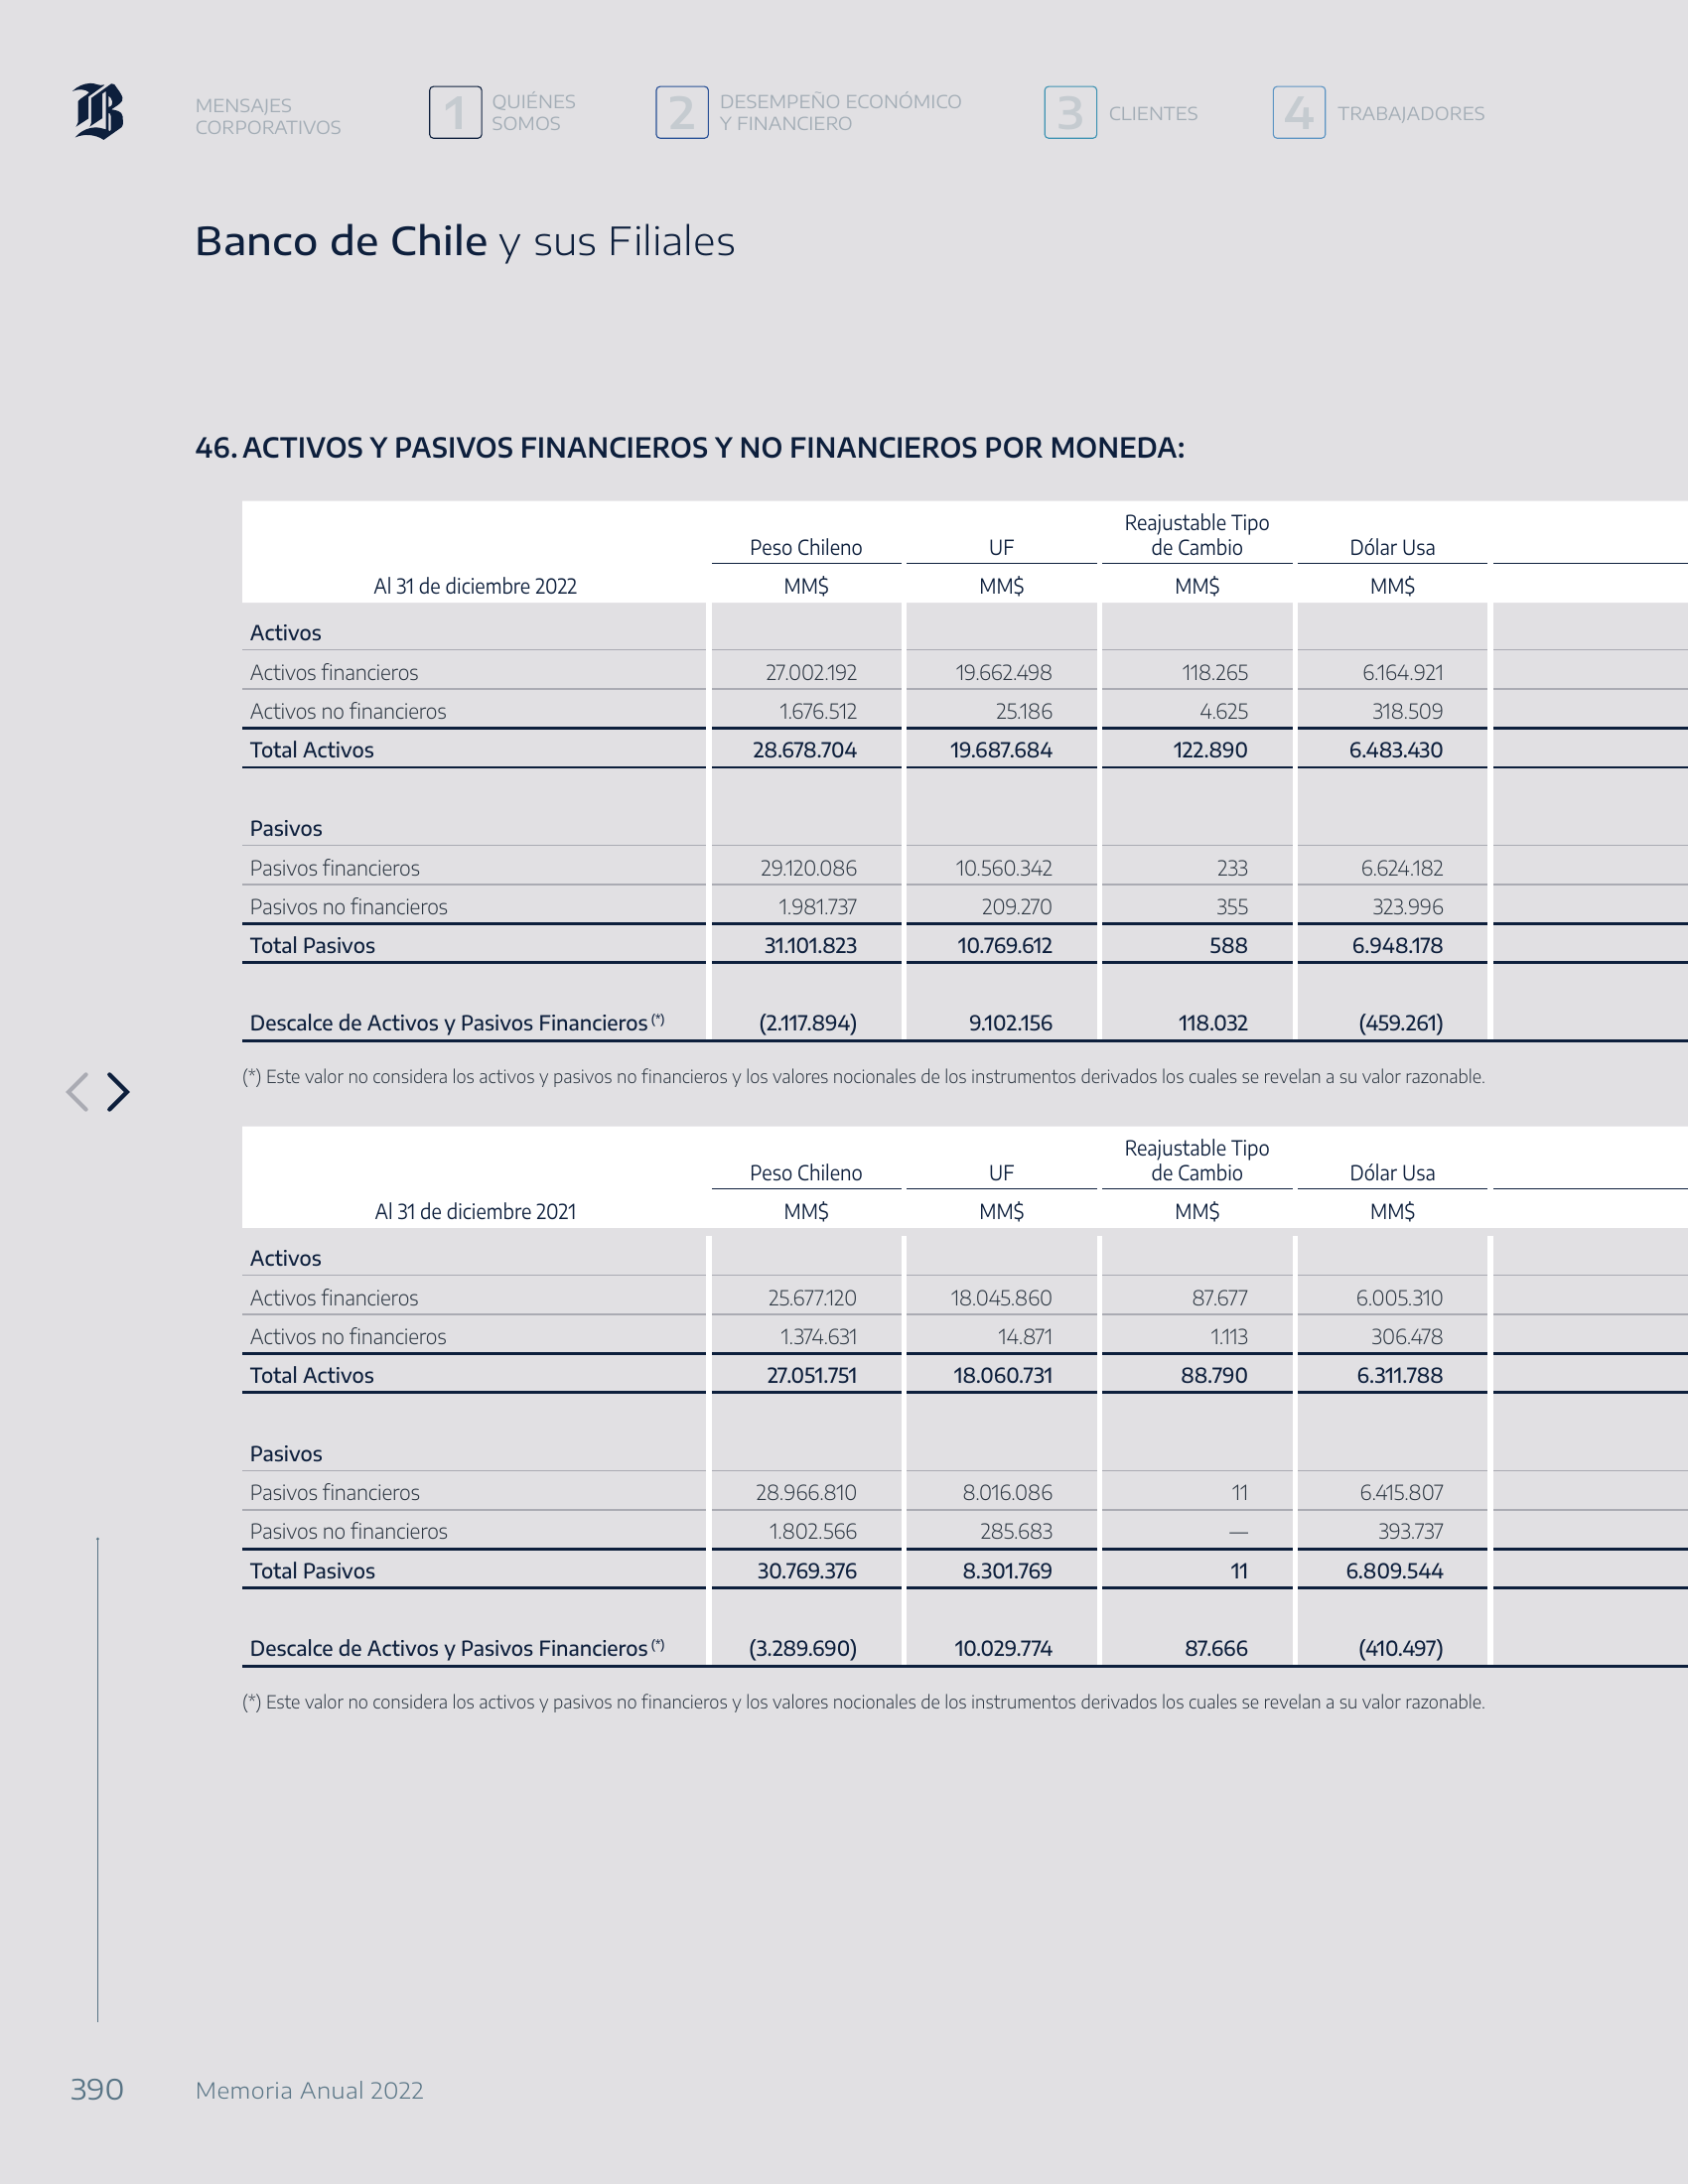 B
MENSAJES
CORPORATIVOS
1 QUIÉNES
SOMOS
2 DESEMPEÑO ECONÓMICO
Y FINANCIERO
3 CLIENTES
4 TRABAJADORES
Banco de Chile y sus Filiales
46. ACTIVOS Y PASIVOS FINANCIEROS Y NO FINANCIEROS POR MONEDA:
Peso Chileno UF Reajustable Tipo de Cambio Dólar Usa
Al 31 de diciembre 2022 MM$ MM$ MM$ MM$
Activos
Activos financieros 27.002.192 19.662.498 118.265 6.164.921
Activos no financieros 1.676.512 25.186 4.625 318.509
Total Activos 28.678.704 19.687.684 122.890 6.483.430
Pasivos
Pasivos financieros 29.120.086 10.560.342 233 6.624.182
Pasivos no financieros 1.981.737 209.270 355 323.996
Total Pasivos 31.101.823 10.769.612 588 6.948.178
Descalce de Activos y Pasivos Financieros (*) (2.117.894) 9.102.156 118.032 (459.261)
(*) Este valor no considera los activos y pasivos no financieros y los valores nocionales de los instrumentos derivados los cuales se revelan a su valor razonable.
Peso Chileno UF Reajustable Tipo de Cambio Dólar Usa
Al 31 de diciembre 2021 MM$ MM$ MM$ MM$
Activos
Activos financieros 25.677.120 18.045.860 87.677 6.005.310
Activos no financieros 1.374.631 14.871 1.113 306.478
Total Activos 27.051.751 18.060.731 88.790 6.311.788
Pasivos
Pasivos financieros 28.966.810 8.016.086 11 6.415.807
Pasivos no financieros 1.802.566 285.683 — 393.737
Total Pasivos 30.769.376 8.301.769 11 6.809.544
Descalce de Activos y Pasivos Financieros (*) (3.289.690) 10.029.774 87.666 (410.497)
(*) Este valor no considera los activos y pasivos no financieros y los valores nocionales de los instrumentos derivados los cuales se revelan a su valor razonable.
390 Memoria Anual 2022